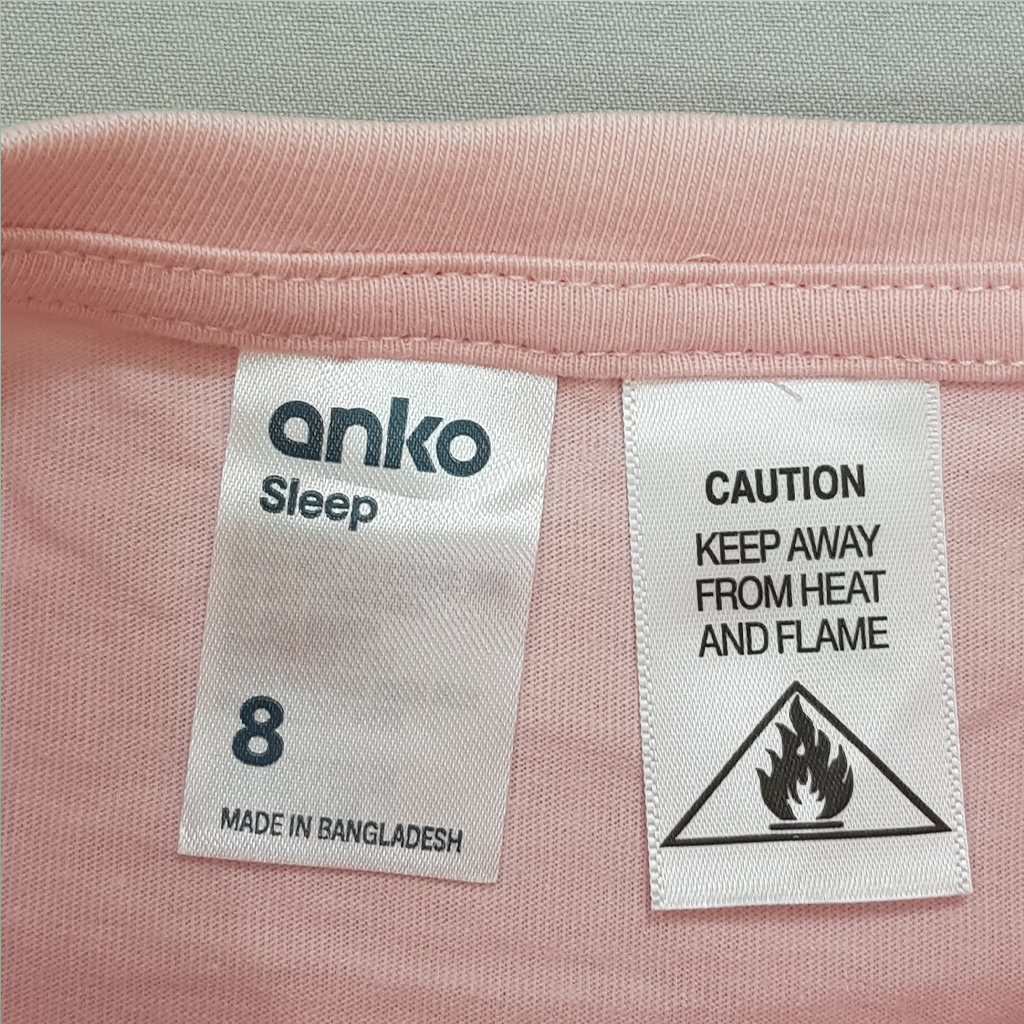 anko
Sleep
8
MADE IN BANGLADESH
CAUTION
KEEP AWAY
FROM HEAT
AND FLAME